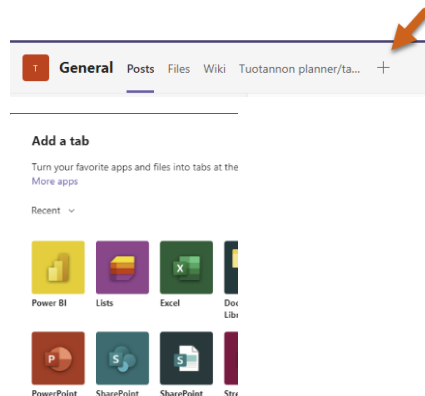 T General Posts Files Wiki Tuotannon planner/ta...
Add a tab
Turn your favorite apps and files into tabs at the
More apps
Recent
Power BI Lists Excel Doc
Libr
PowerPoint SharePoint SharePoint Stre